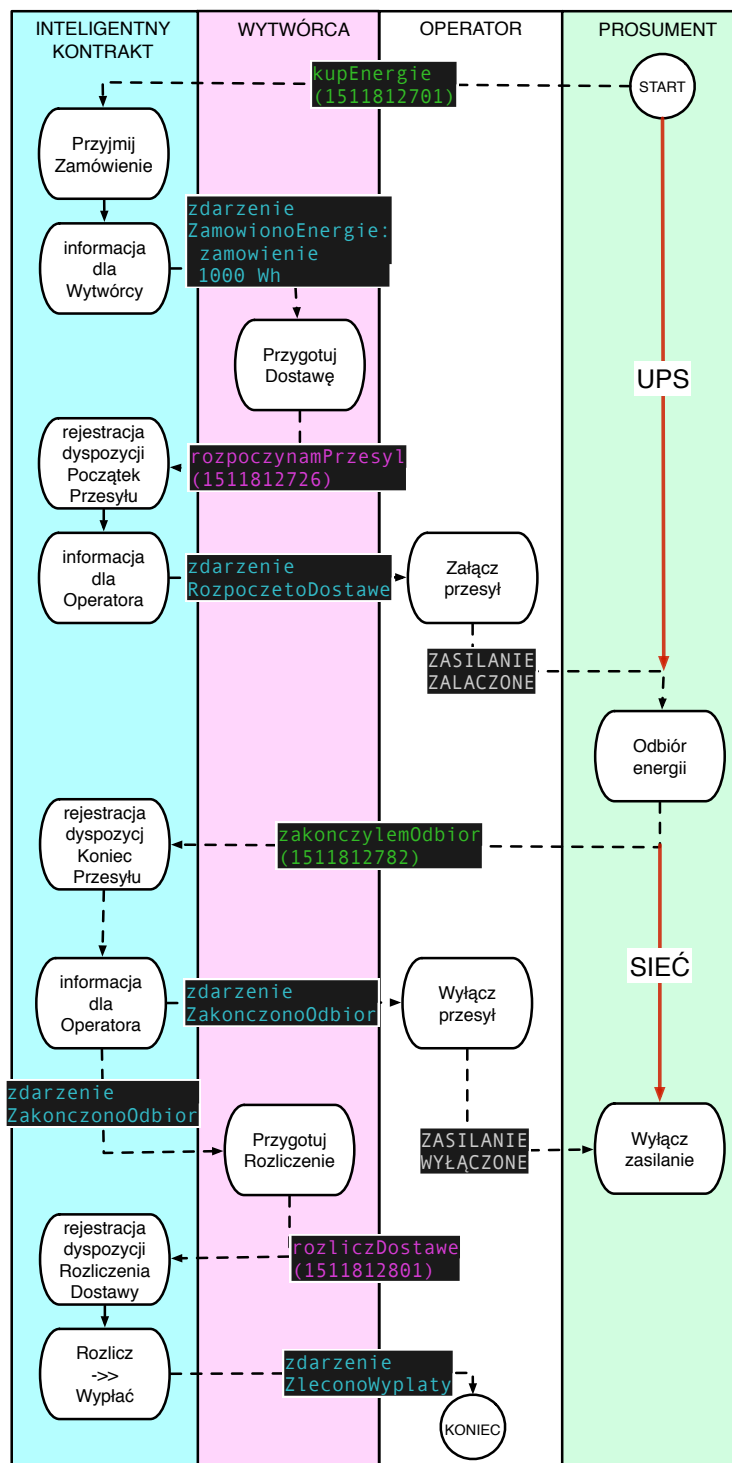 INTELIGENTNY
KONTRAKT
WYTWÓRCA
OPERATOR
PROSUMENT
kupEnergie
(1511812701)
START
Przyjmij
Zamówienie
informacja
dla
Wytwórcy
zdarzenie
ZamowionoEnergie:
zamowienie
1000 Wh
Przygotuj
Dostawę
UPS
rejestracja
dyspozycji
Początek
Przesyłu
rozpoczynamPrzesyl
(1511812726)
informacja
dla
Operatora
zdarzenie
RozpoczetoDostawe
Załącz
przesył
ZASILANIE
ZALACZONE
Odbiór
energii
rejestracja
dyspozycj
Koniec
Przesyłu
zakonczylemOdbior
(1511812782)
SIEĆ
informacja
dla
Operatora
zdarzenie
ZakonczonoOdbior
Wyłącz
przesył
zdarzenie
ZakonczonoOdbior
Przygotuj
Rozliczenie
ZASILANIE
WYŁĄCZONE
Wyłącz
zasilanie
rejestracja
dyspozycji
Rozliczenia
Dostawy
rozliczDostawe
(1511812801)
Rozlicz
->>
Wypłać
zdarzenie
ZleconoWyplaty
KONIEC